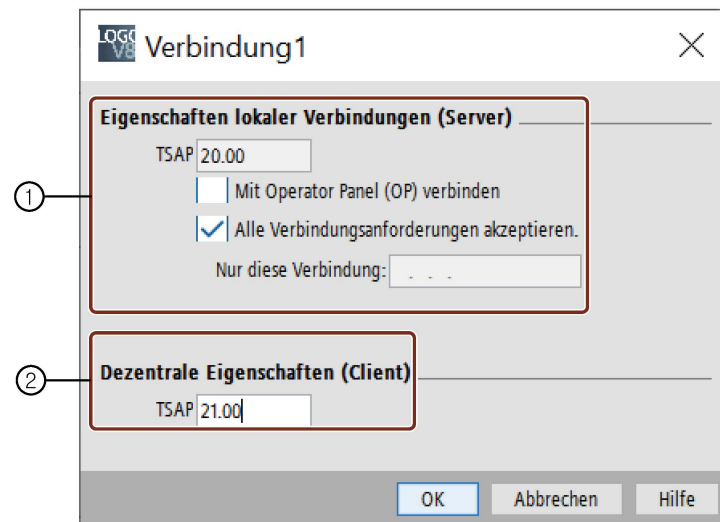 LOGO V8 Verbindung1
Eigenschaften lokaler Verbindungen (Server)
TSAP 20.00
Mit Operator Panel (OP) verbinden
1
Alle Verbindungsanforderungen akzeptieren.
Nur diese Verbindung: . . .
2
Dezentrale Eigenschaften (Client)
TSAP 21.00
OK Abbrechen Hilfe